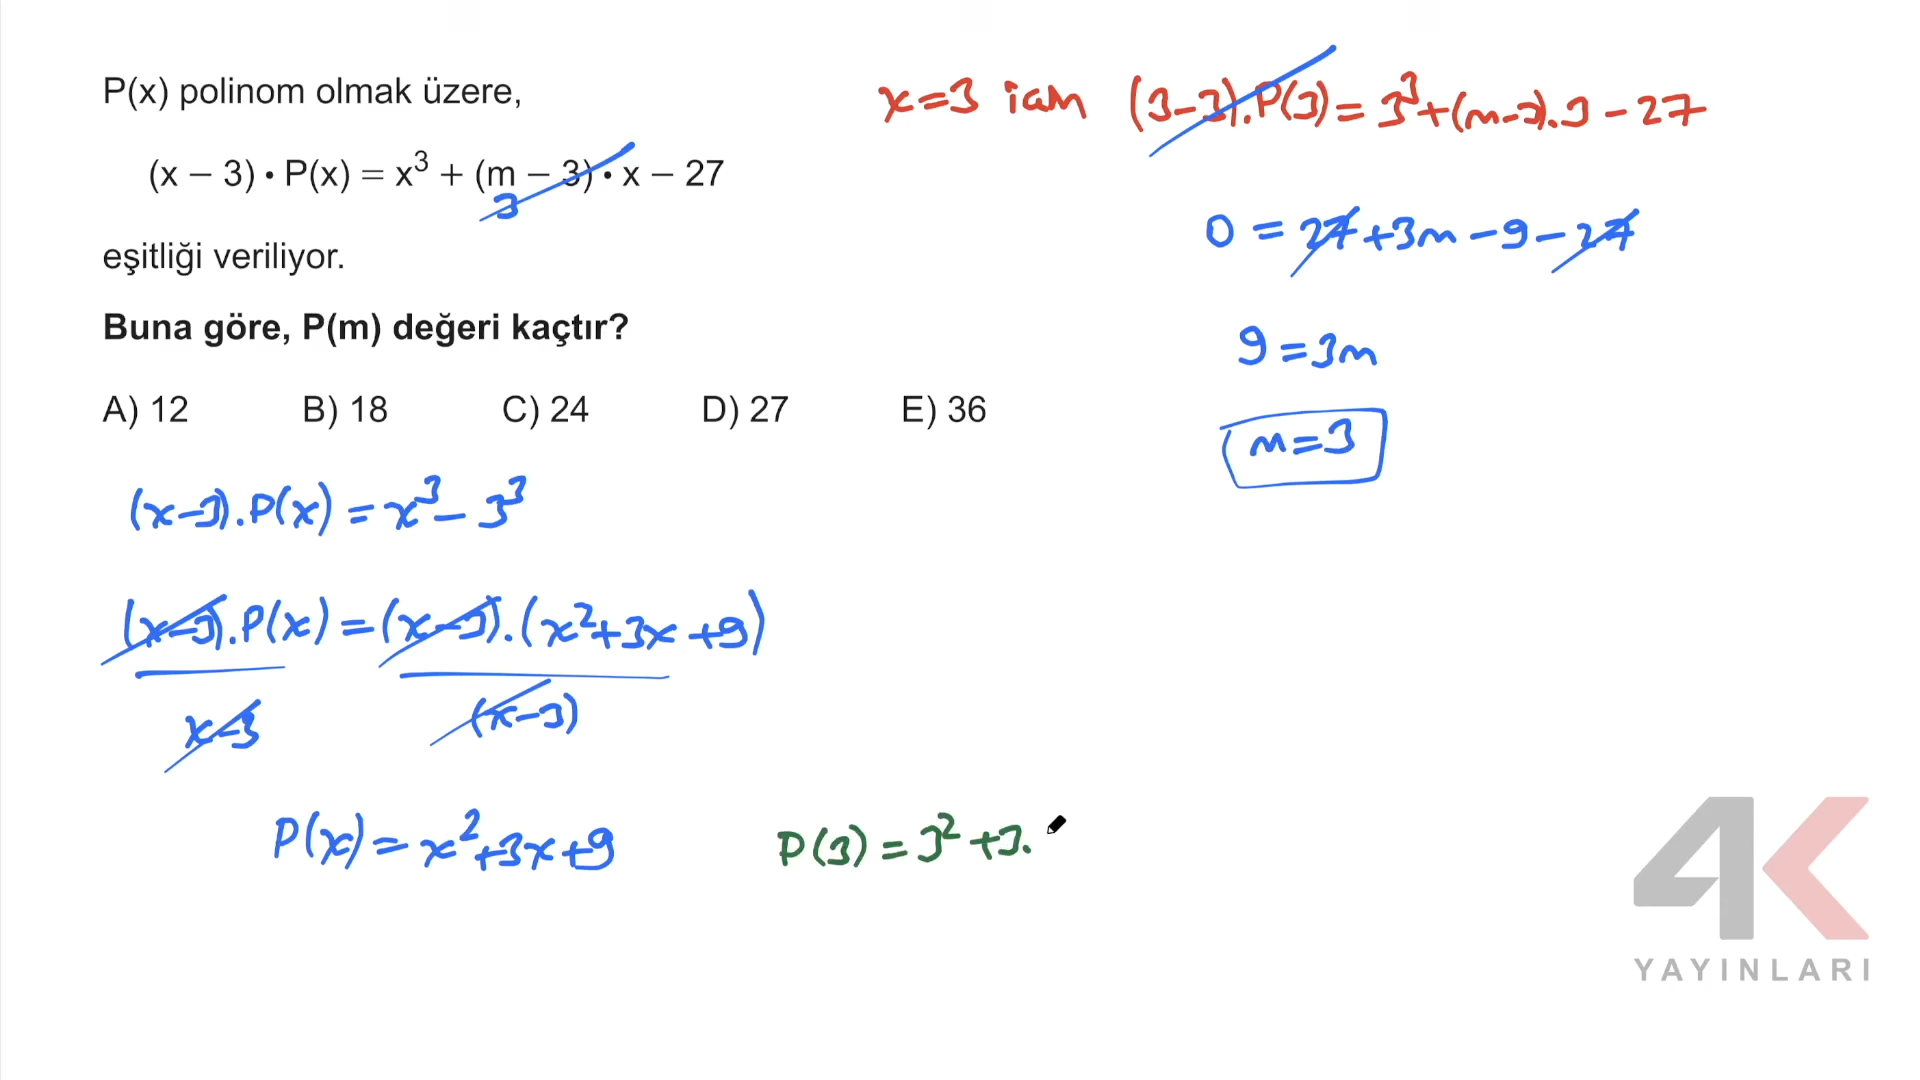 P(x) polinom olmak üzere,
(x – 3) • P(x) = x³ + (m – 3) • x – 27
3
eşitliği veriliyor.
Buna göre, P(m) değeri kaçtır?
A) 12 B) 18 C) 24 D) 27 E) 36
x=3 için (3-3).P(3) = 3³+(m-3).3-27
0 = 27+3m-9-27
9=3m
m=3
(x-3).P(x) = x³-3³
(x-3).P(x) = (x-3).(x²+3x+9)
x-3 (x-3)
P(x) = x²+3x+9
P(3) = 3²+3.
4K
YAYINLARI